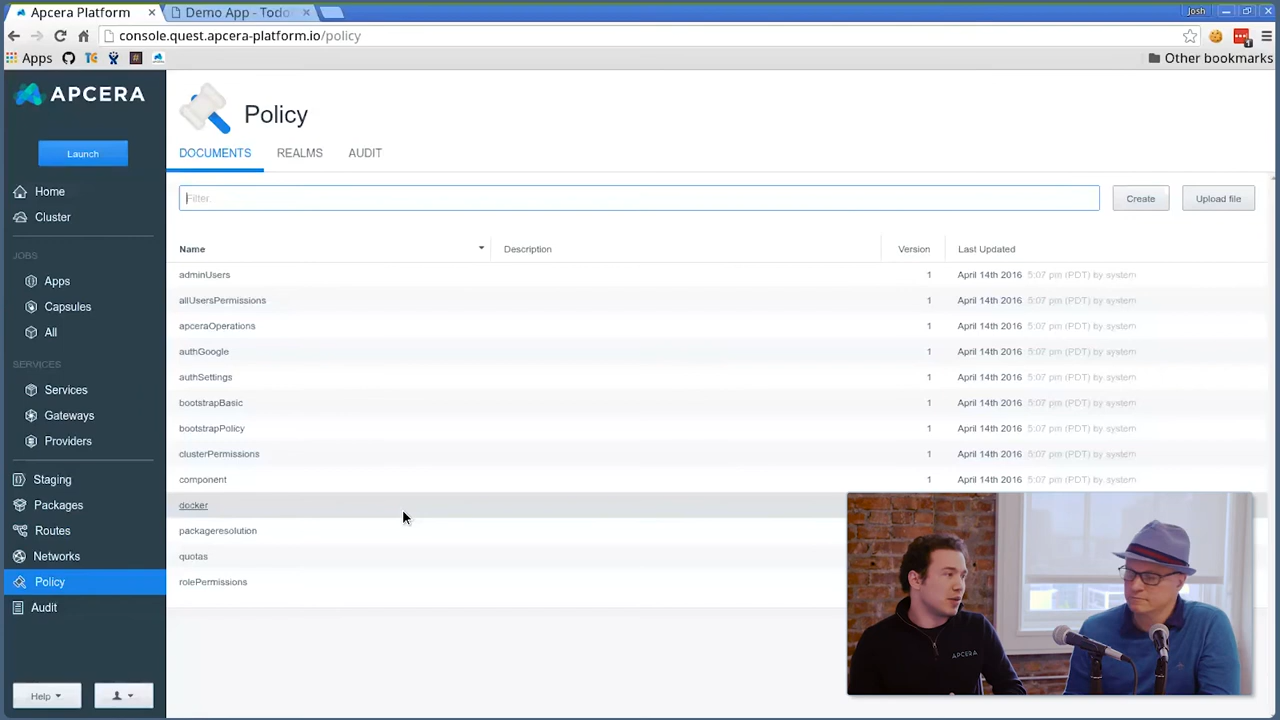 Apcera Platform
Demo App - Todo
Josh
console.quest.apcera-platform.io/policy
Apps
Other bookmarks
APCERA
Launch
Home
Cluster
JOBS
Apps
Capsules
All
SERVICES
Services
Gateways
Providers
Staging
Packages
Routes
Networks
Policy
Audit
Help
Policy
DOCUMENTS REALMS AUDIT
Filter.
Create
Upload file
Name Description Version Last Updated
adminUsers 1 April 14th 2016 5:07 pm (PDT) by system
allUsersPermissions 1 April 14th 2016 5:07 pm (PDT) by system
apceraOperations 1 April 14th 2016 5:07 pm (PDT) by system
authGoogle 1 April 14th 2016 5:07 pm (PDT) by system
authSettings 1 April 14th 2016 5:07 pm (PDT) by system
bootstrapBasic 1 April 14th 2016 5:07 pm (PDT) by system
bootstrapPolicy 1 April 14th 2016 5:07 pm (PDT) by system
clusterPermissions 1 April 14th 2016 5:07 pm (PDT) by system
component 1 April 14th 2016 5:07 pm (PDT) by system
docker
packageresolution
quotas
rolePermissions
APCERA